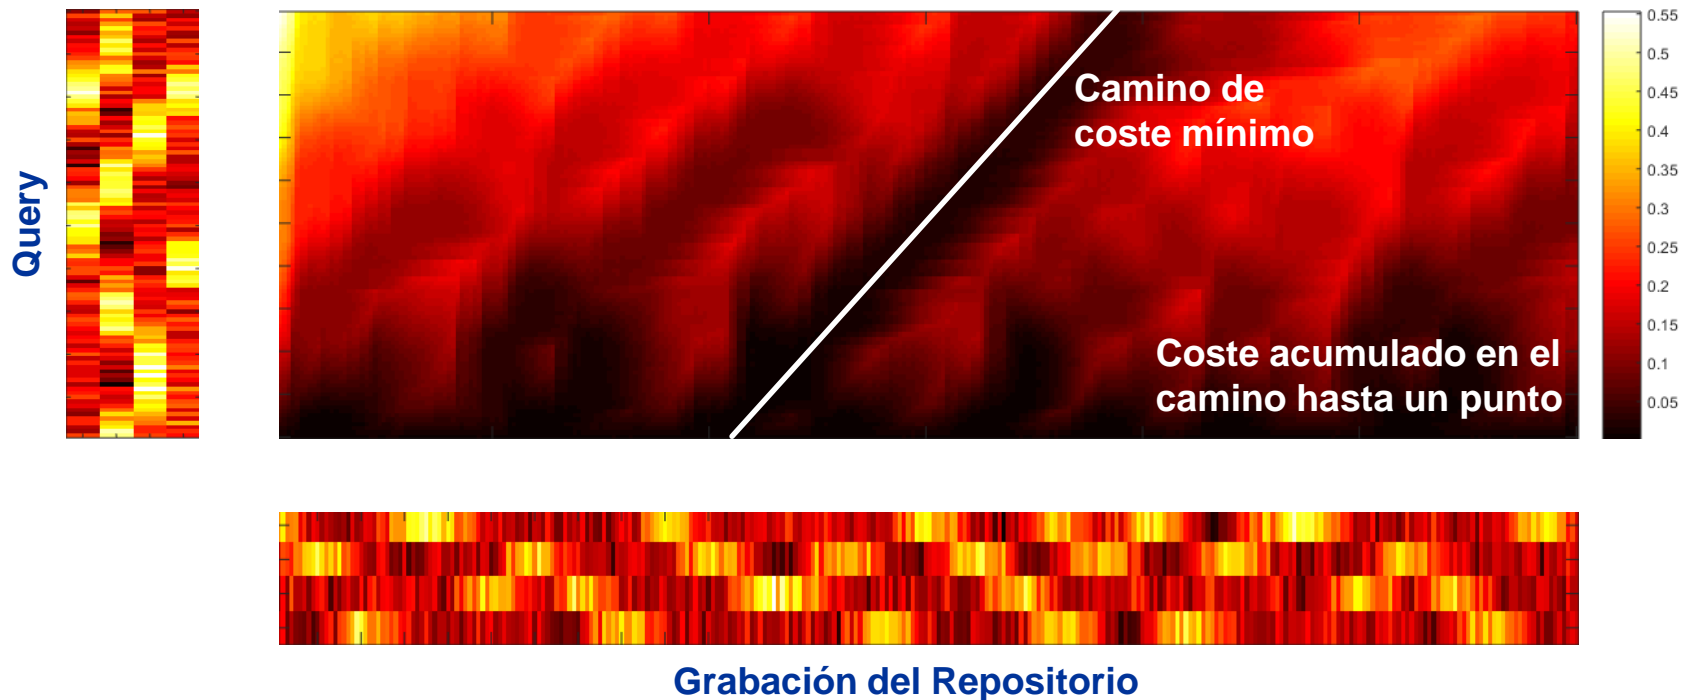 Query
Camino de
coste mínimo
Coste acumulado en el
camino hasta un punto
0.55
0.5
0.45
0.4
0.35
0.3
0.25
0.2
0.15
0.1
0.05
Grabación del Repositorio